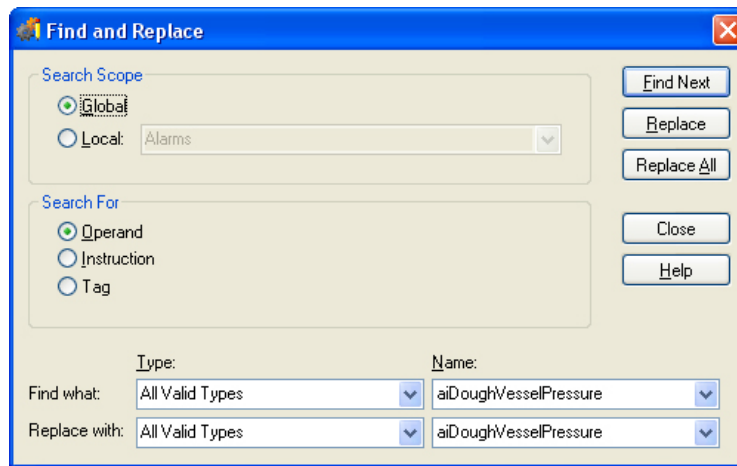 Find and Replace
Search Scope
Global
Local: Alarms
Find Next
Replace
Replace All
Search For
Operand
Instruction
Tag
Close
Help
Type: Name:
Find what: All Valid Types aiDoughVesselPressure
Replace with: All Valid Types aiDoughVesselPressure